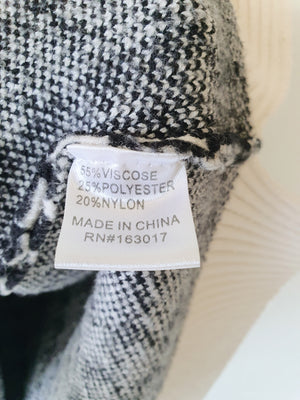 55%VISCOSE
25%POLYESTER
20%NYLON
MADE IN CHINA
RN#163017